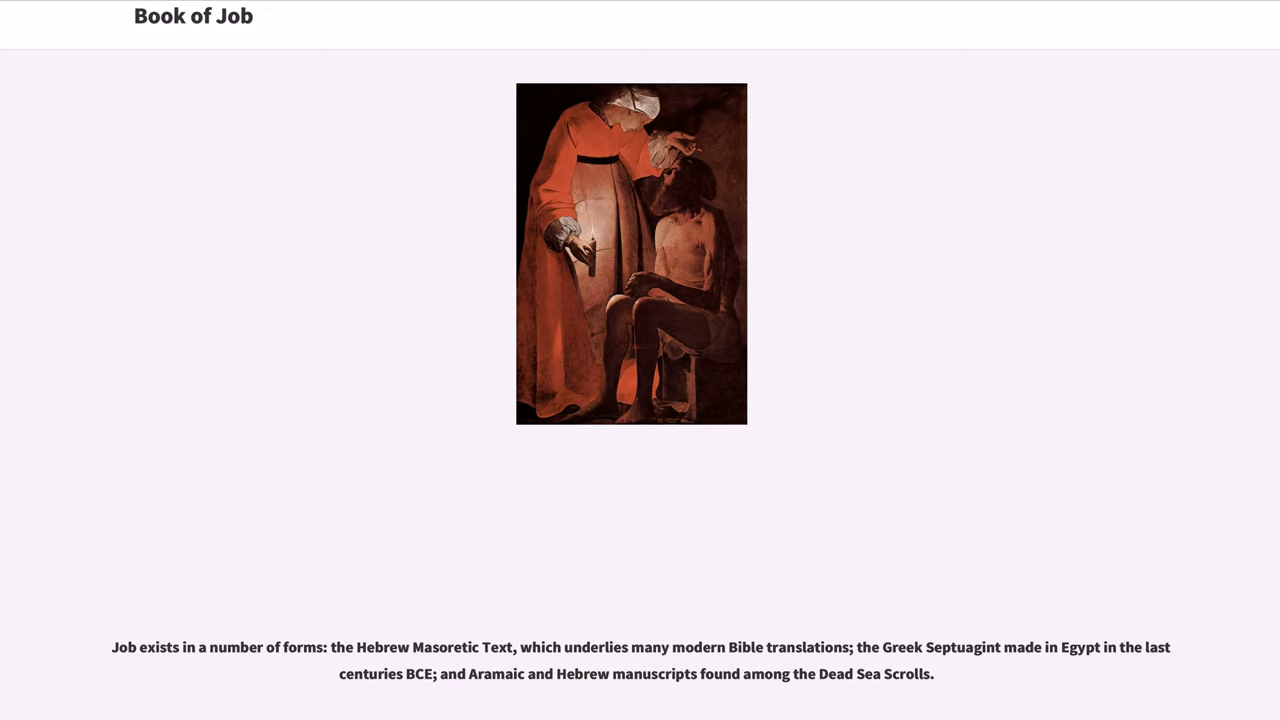 Book of Job
Job exists in a number of forms: the Hebrew Masoretic Text, which underlies many modern Bible translations; the Greek Septuagint made in Egypt in the last
centuries BCE; and Aramaic and Hebrew manuscripts found among the Dead Sea Scrolls.